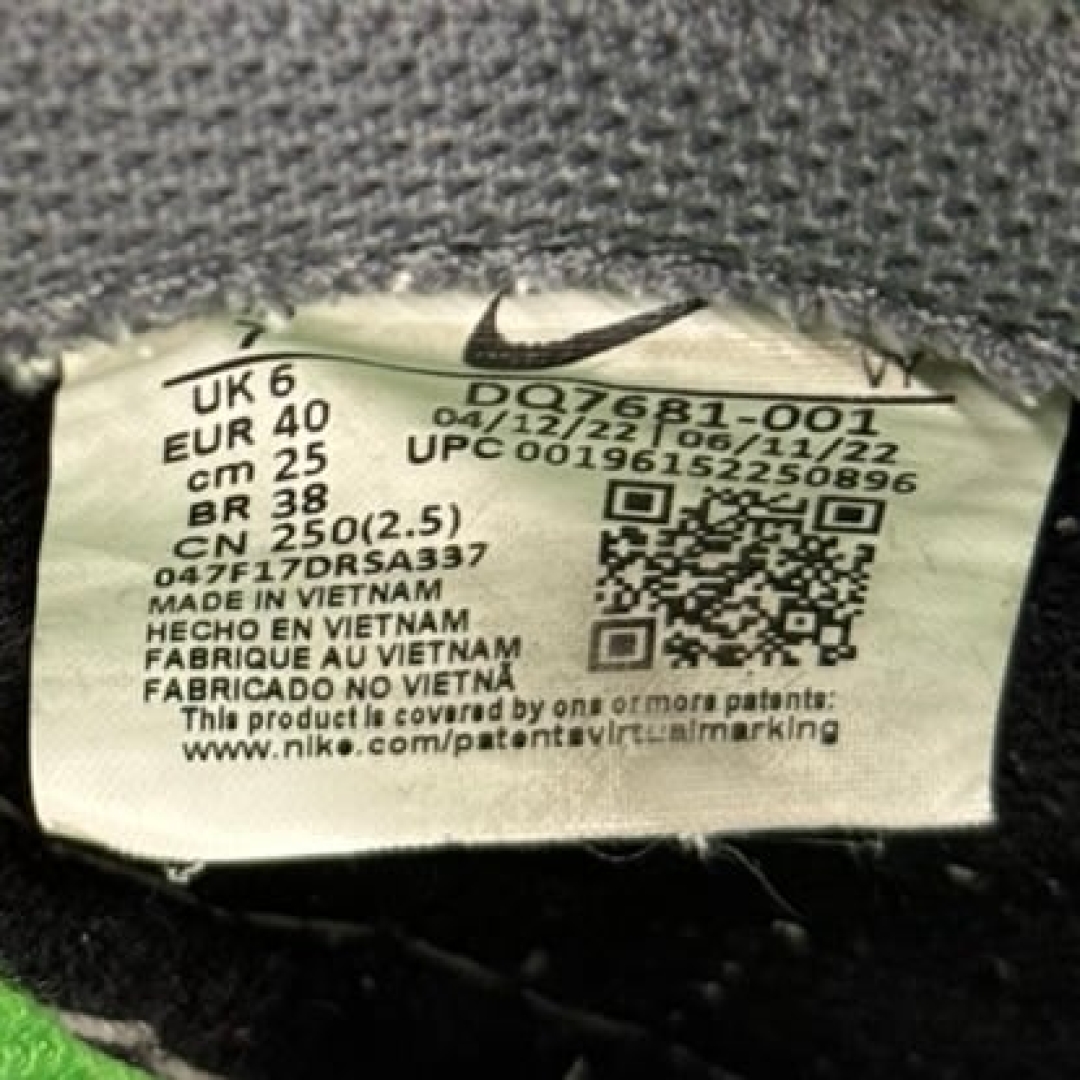 7
VY
UK 6
EUR 40
cm 25
BR 38
CN 250(2.5)
047F17DRSA337
MADE IN VIETNAM
HECHO EN VIETNAM
FABRIQUE AU VIETNAM
FABRICADO NO VIETNÃ
DQ7681-001
04/12/22 | 06/11/22
UPC 00196152250896
This product is covered by one or more patents:
www.nike.com/patentsvirtualmarking